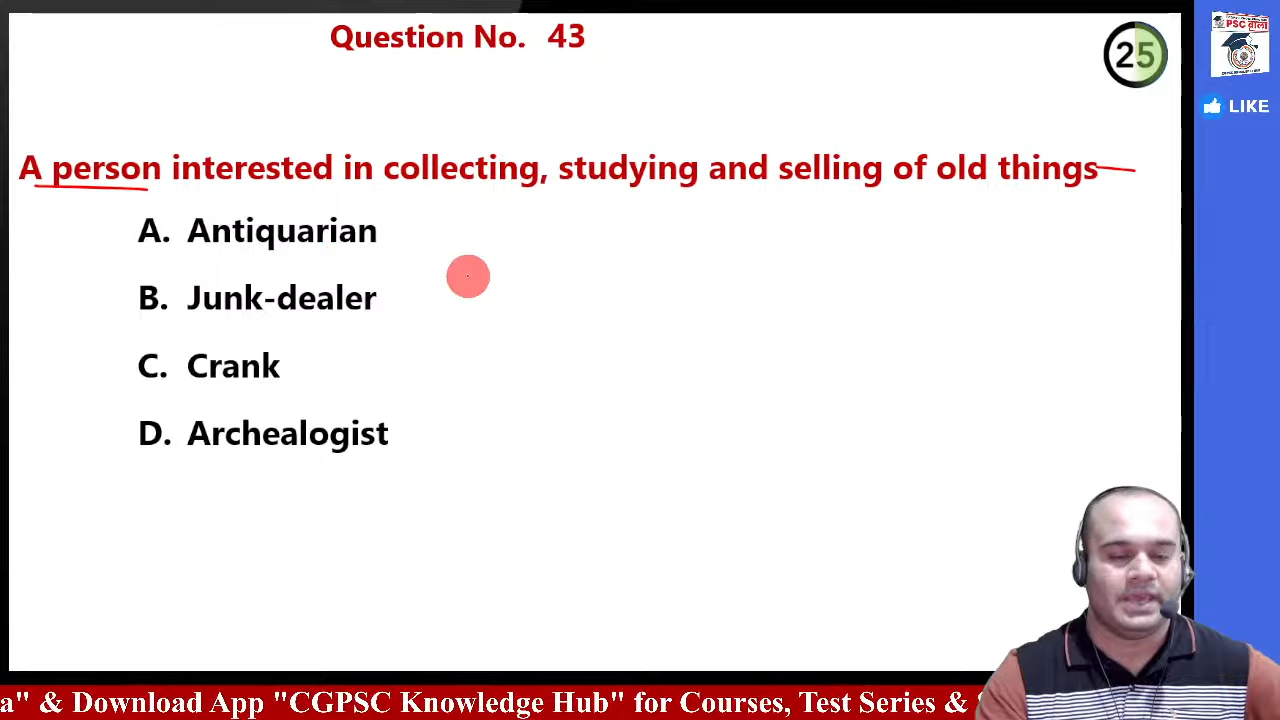 Question No. 43
25
PSC वाला
LIKE
A person interested in collecting, studying and selling of old things
A. Antiquarian
B. Junk-dealer
C. Crank
D. Archealogist
a" & Download App "CGPSC Knowledge Hub" for Courses, Test Series &